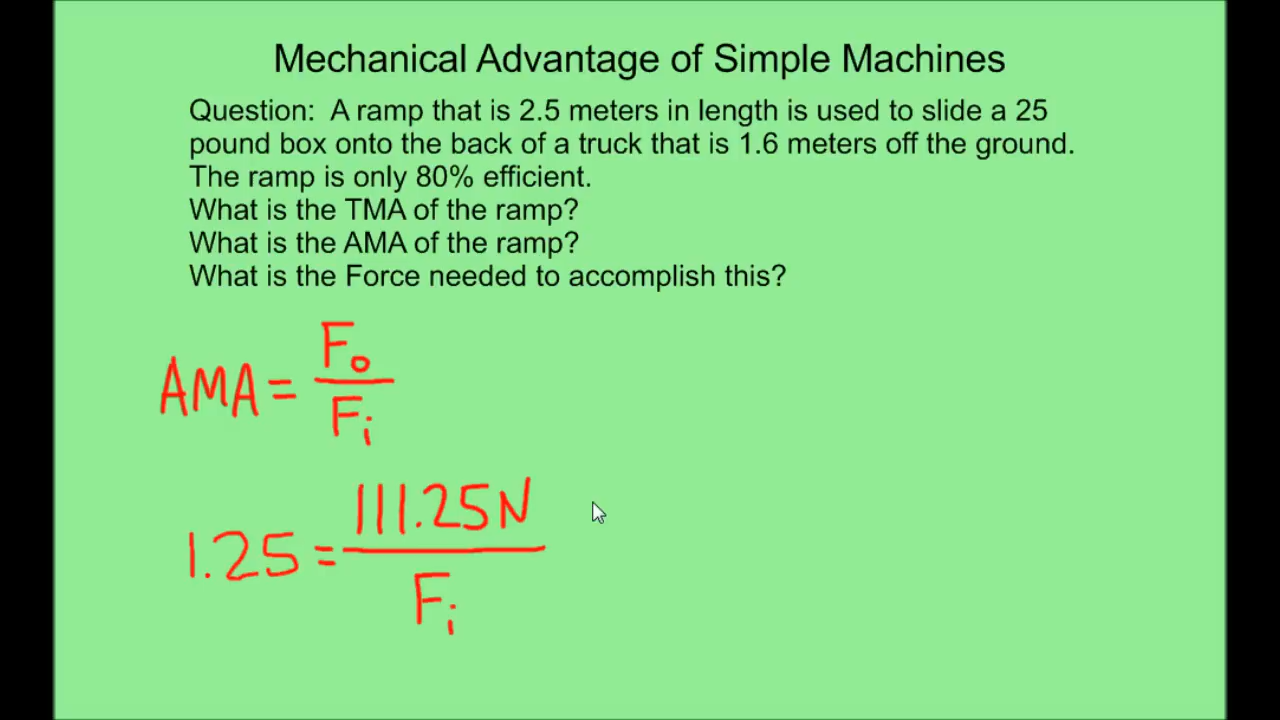 Mechanical Advantage of Simple Machines
Question:  A ramp that is 2.5 meters in length is used to slide a 25
pound box onto the back of a truck that is 1.6 meters off the ground.
The ramp is only 80% efficient.
What is the TMA of the ramp?
What is the AMA of the ramp?
What is the Force needed to accomplish this?
AMA = Fo / Fi
1.25 = 111.25N / Fi